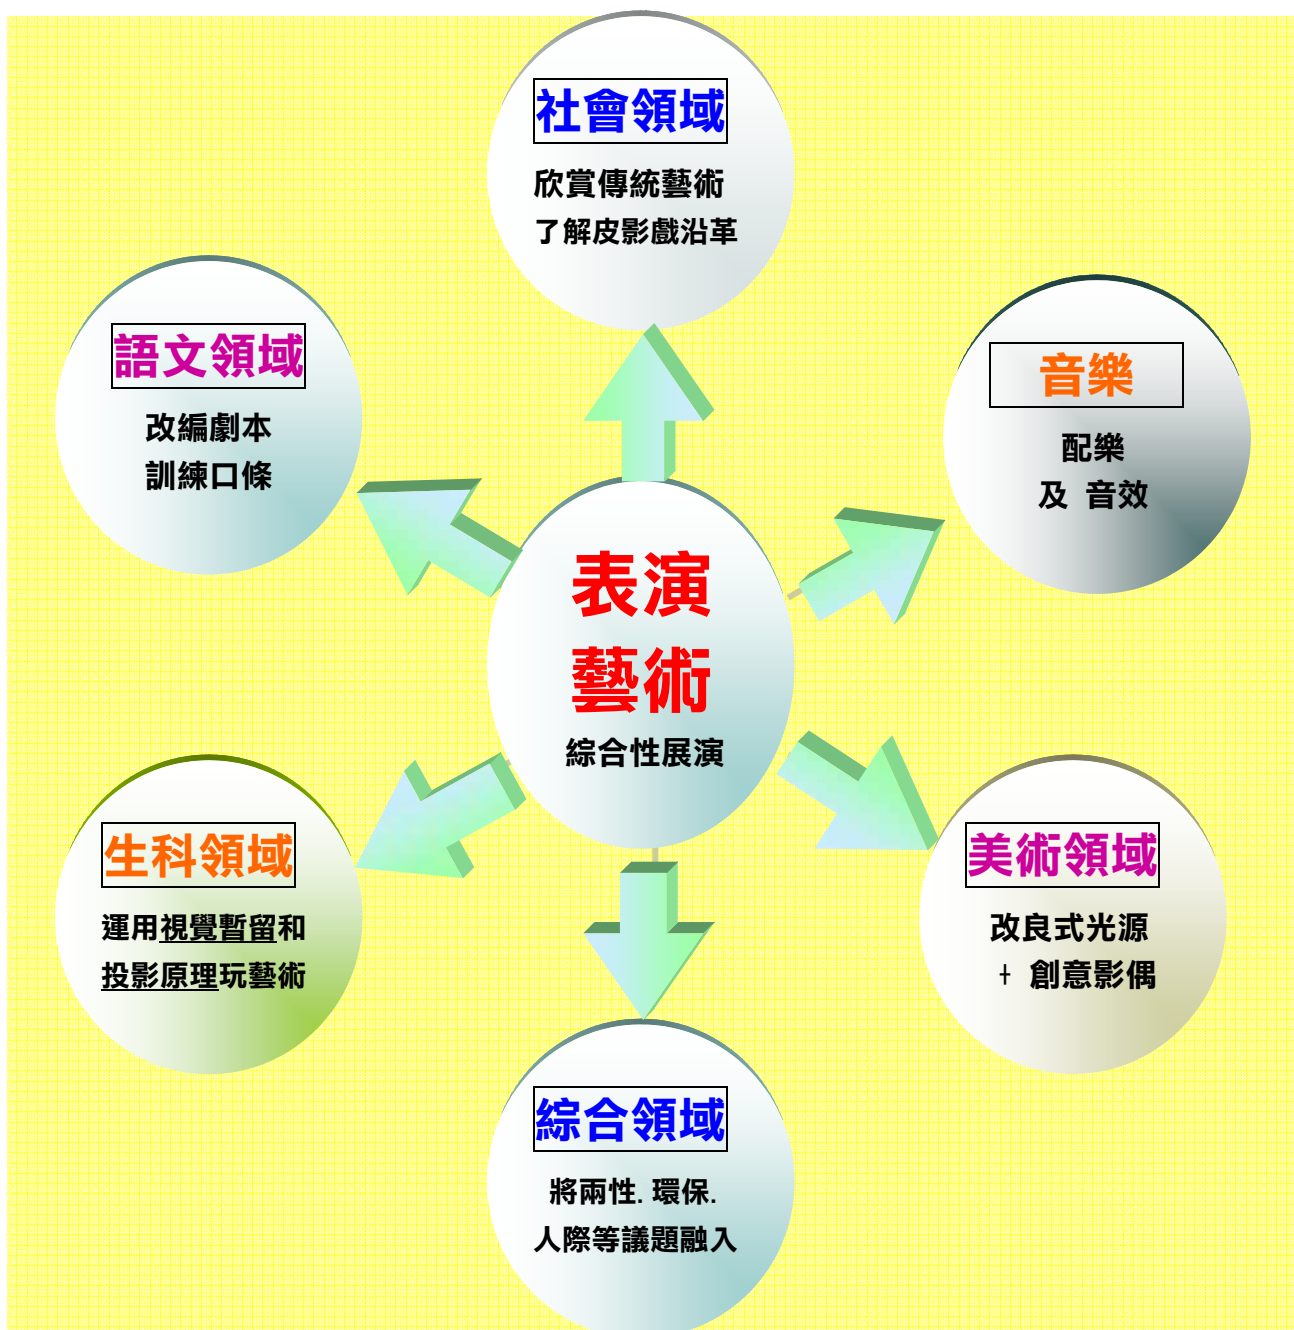 社會領域
欣賞傳統藝術
了解皮影戲沿革
語文領域
改編劇本
訓練口條
音樂
配樂
及 音效
表演
藝術
綜合性展演
生科領域
運用視覺暫留和
投影原理玩藝術
美術領域
改良式光源
+ 創意影偶
綜合領域
將兩性. 環保.
人際等議題融入